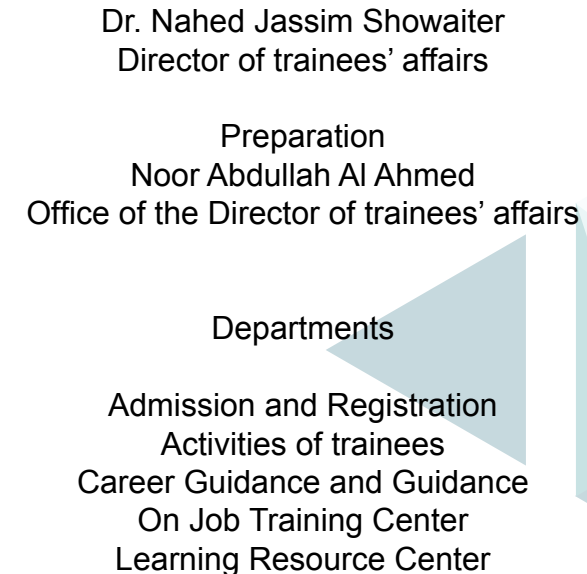 Dr. Nahed Jassim Showaiter
Director of trainees’ affairs
Preparation
Noor Abdullah Al Ahmed
Office of the Director of trainees’ affairs
Departments
Admission and Registration
Activities of trainees
Career Guidance and Guidance
On Job Training Center
Learning Resource Center